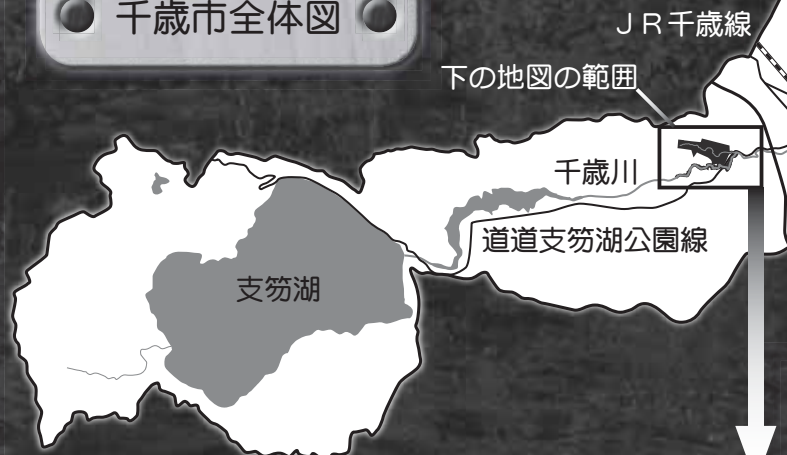 千歳市全体図
ＪＲ千歳線
下の地図の範囲
千歳川
道道支笏湖公園線
支笏湖